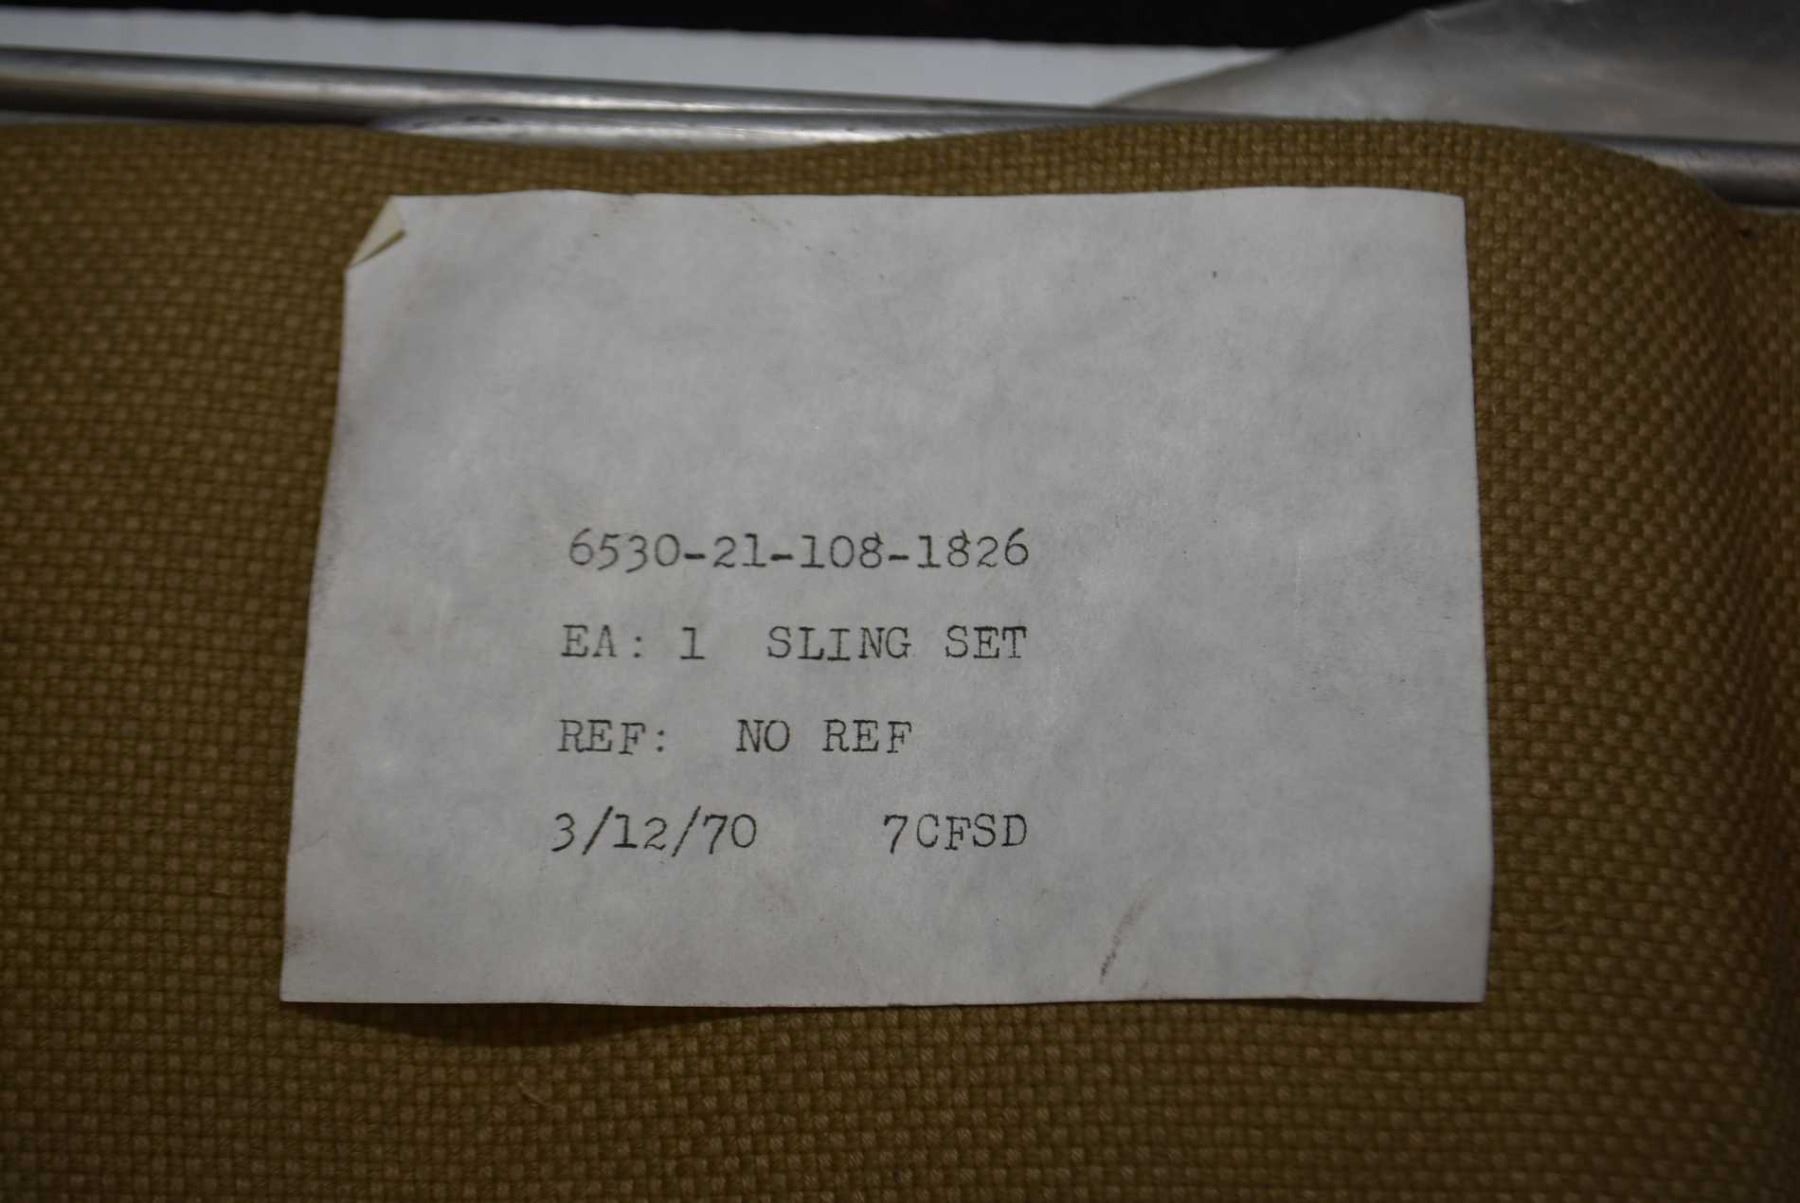 6530-21-108-1826
EA: 1 SLING SET
REF: NO REF
3/12/70 7CFSD